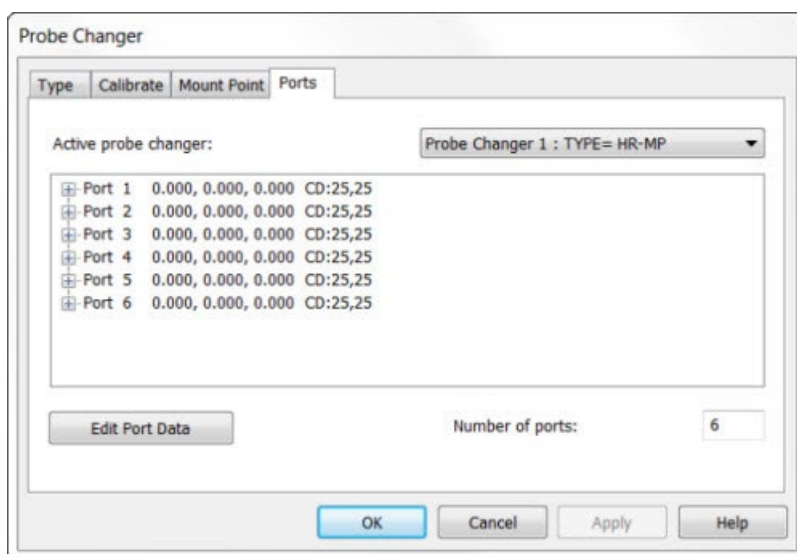 Probe Changer
Type Calibrate Mount Point Ports
Active probe changer: Probe Changer 1 : TYPE= HR-MP
Port 1 0.000, 0.000, 0.000 CD:25,25
Port 2 0.000, 0.000, 0.000 CD:25,25
Port 3 0.000, 0.000, 0.000 CD:25,25
Port 4 0.000, 0.000, 0.000 CD:25,25
Port 5 0.000, 0.000, 0.000 CD:25,25
Port 6 0.000, 0.000, 0.000 CD:25,25
Edit Port Data Number of ports: 6
OK Cancel Apply Help